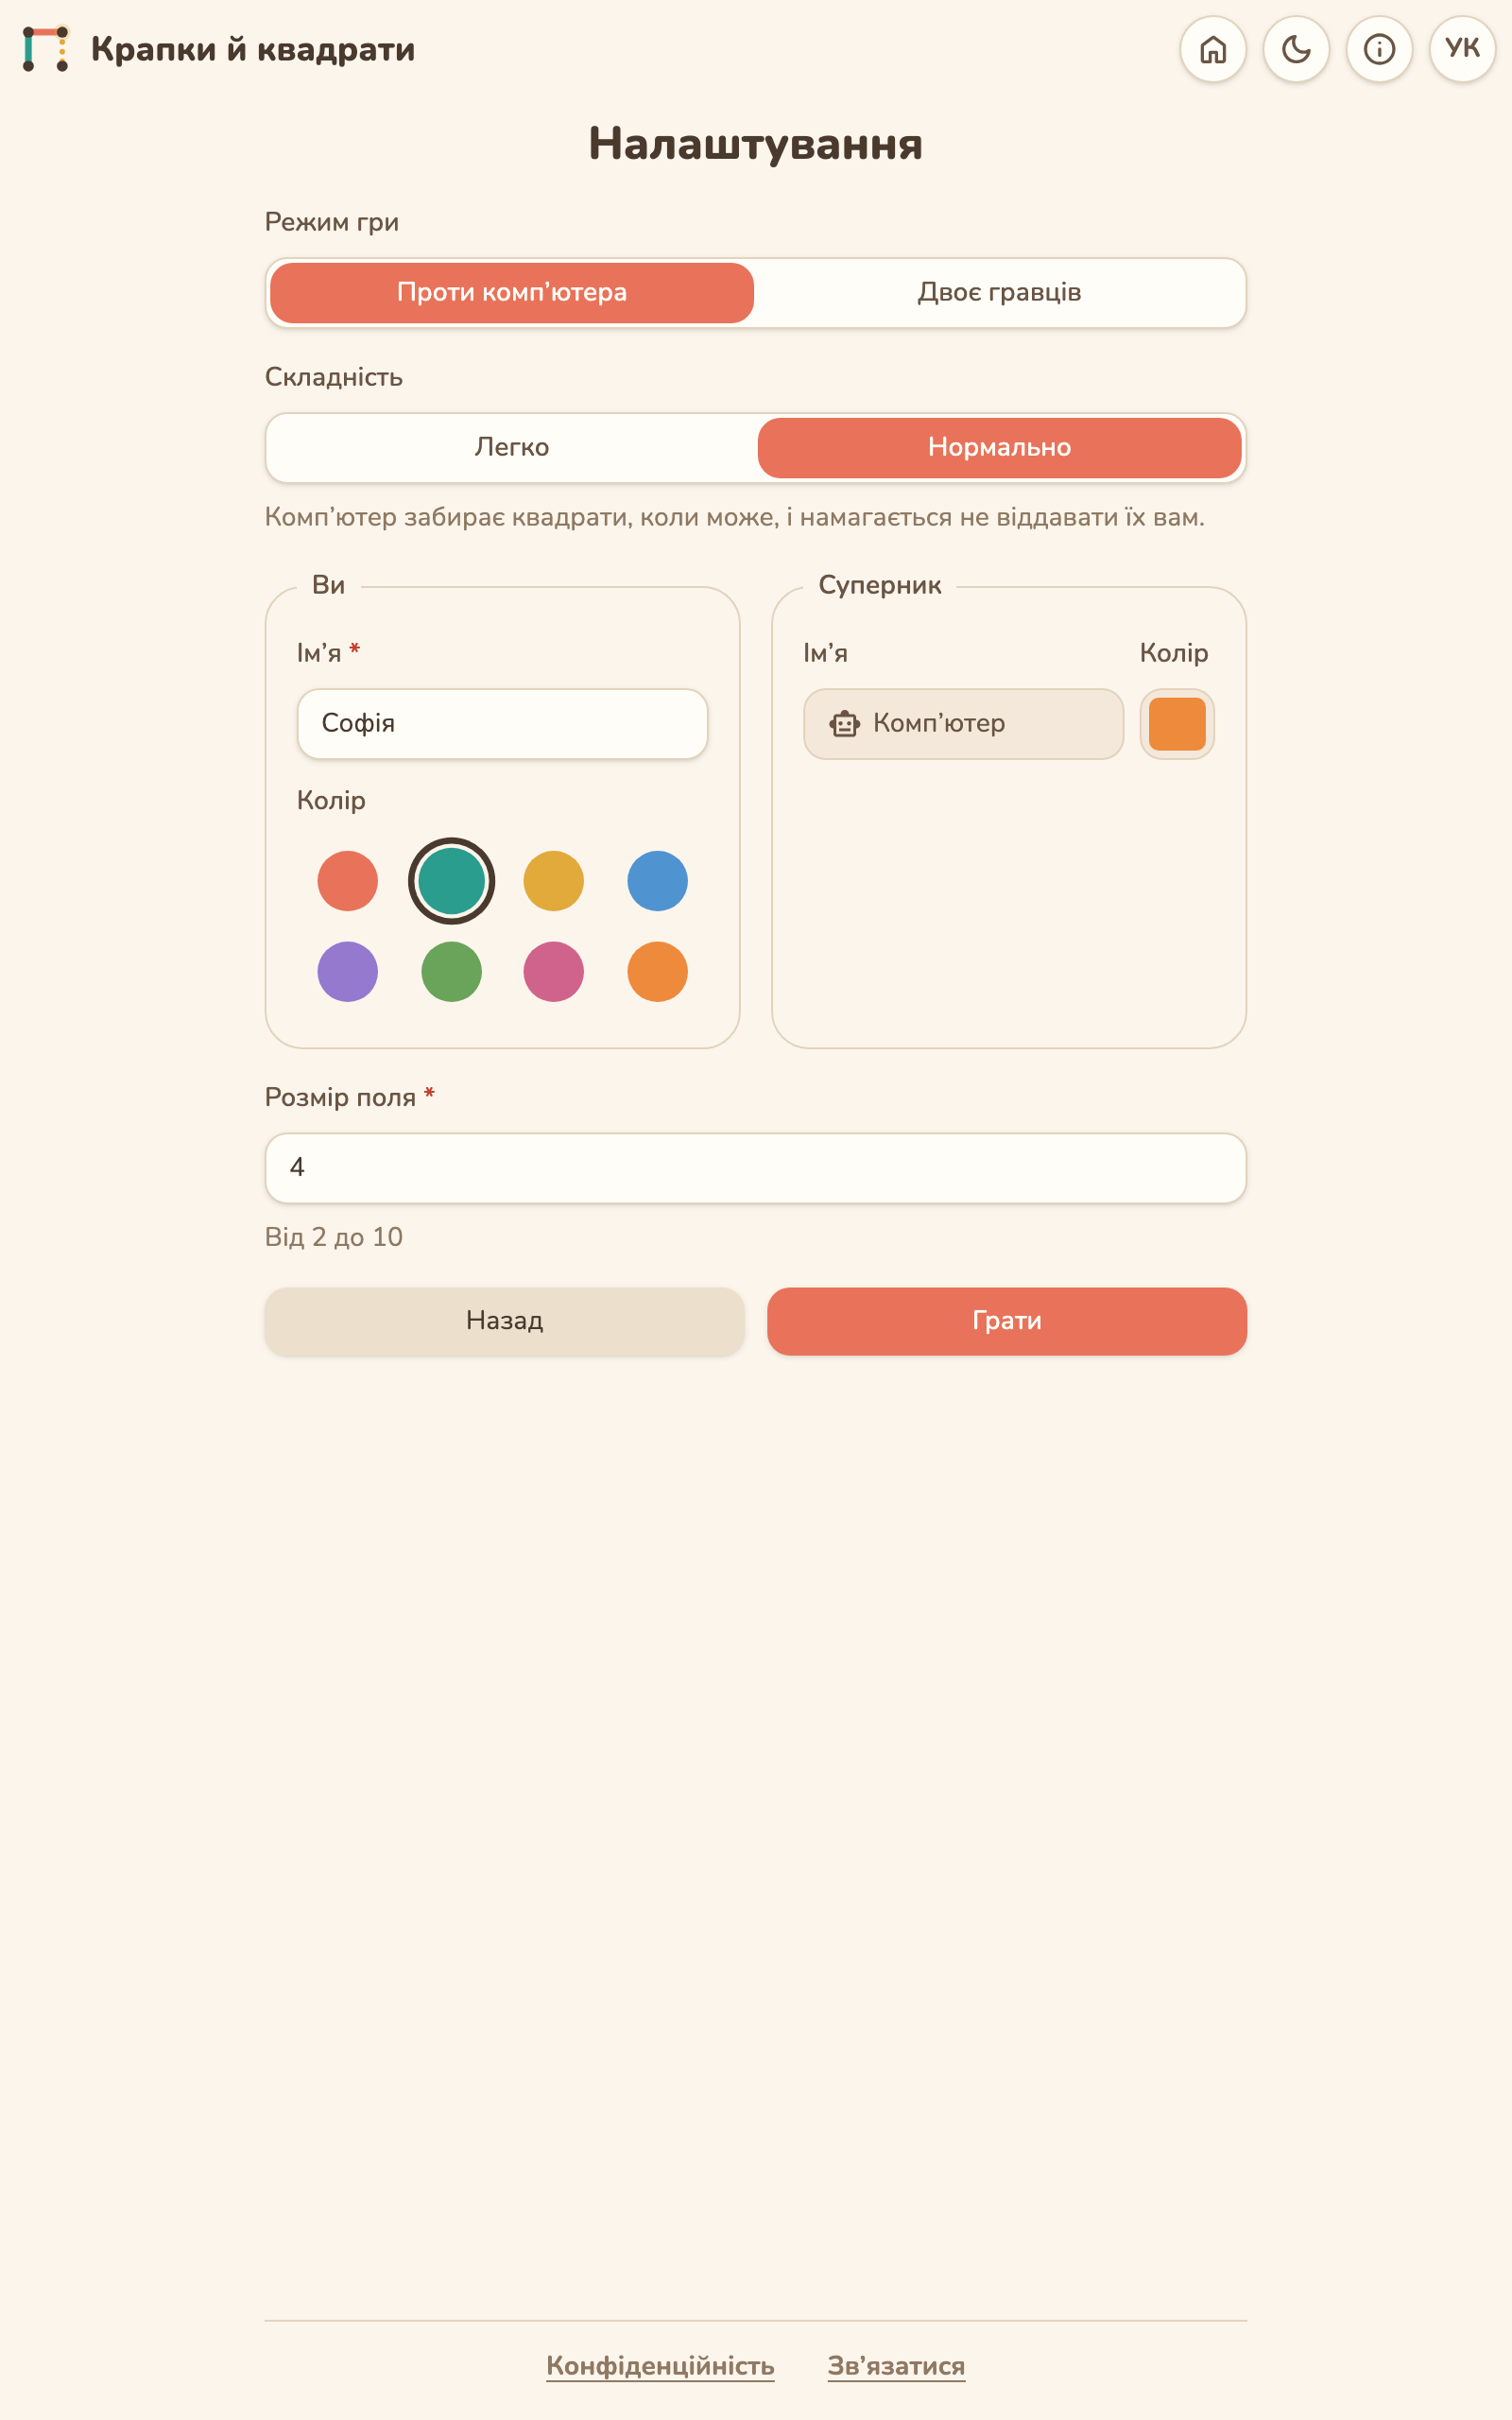 Крапки й квадрати
УК
Налаштування
Режим гри
Проти комп’ютера
Двоє гравців
Складність
Легко
Нормально
Комп’ютер забирає квадрати, коли може, і намагається не віддавати їх вам.
Ви
Ім’я *
Софія
Колір
Суперник
Ім’я
Колір
Комп’ютер
Розмір поля *
4
Від 2 до 10
Назад
Грати
Конфіденційність
Зв’язатися